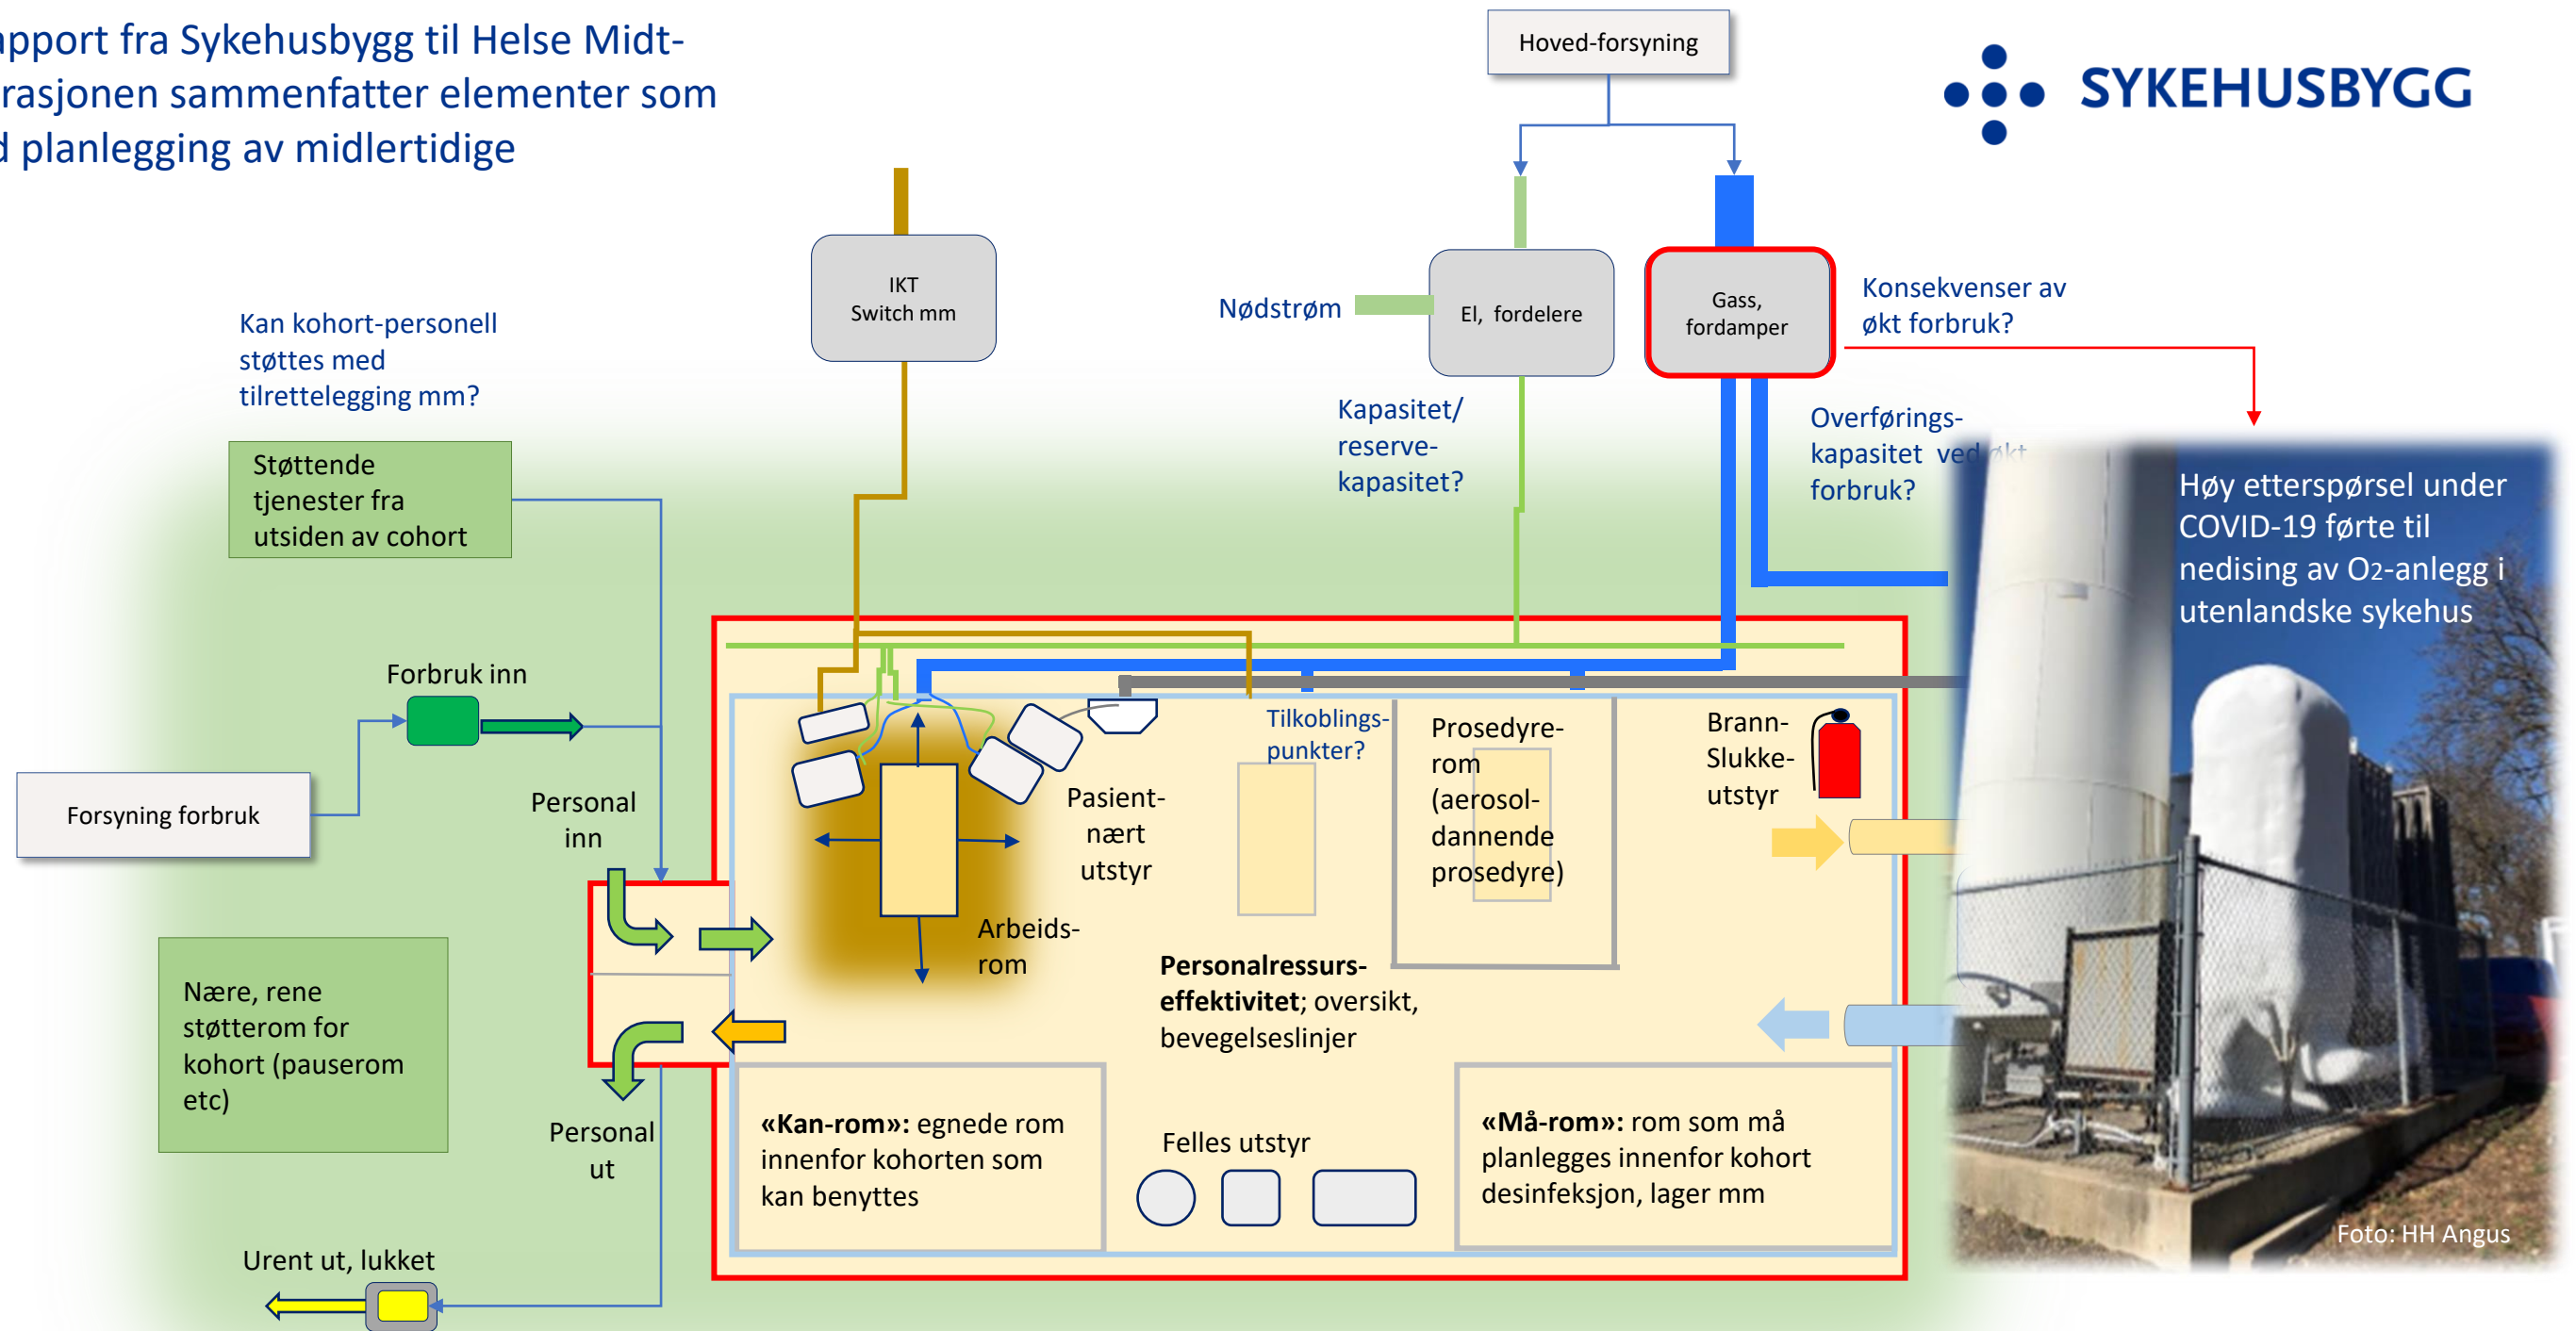 apport fra Sykehusbygg til Helse Midt-
rasjonen sammenfatter elementer som
d planlegging av midlertidige
SYKEHUSBYGG
Hoved-forsyning
IKT
Switch mm
Nødstrøm
El, fordelere
Gass,
fordamper
Konsekvenser av
økt forbruk?
Kan kohort-personell
støttes med
tilrettelegging mm?
Kapasitet/
reserve-
kapasitet?
Overførings-
kapasitet ved økt
forbruk?
Støttende
tjenester fra
utsiden av cohort
Høy etterspørsel under
COVID-19 førte til
nedising av O2-anlegg i
utenlandske sykehus
Forbruk inn
Forsyning forbruk
Personal
inn
Pasient-
nært
utstyr
Tilkoblings-
punkter?
Prosedyre-
rom
(aerosol-
dannende
prosedyre)
Brann-
Slukke-
utstyr
Arbeids-
rom
Personalressurs-
effektivitet; oversikt,
bevegelseslinjer
Nære, rene
støtterom for
kohort (pauserom
etc)
Personal
ut
«Kan-rom»: egnede rom
innenfor kohorten som
kan benyttes
Felles utstyr
«Må-rom»: rom som må
planlegges innenfor kohort
desinfeksjon, lager mm
Urent ut, lukket
Foto: HH Angus